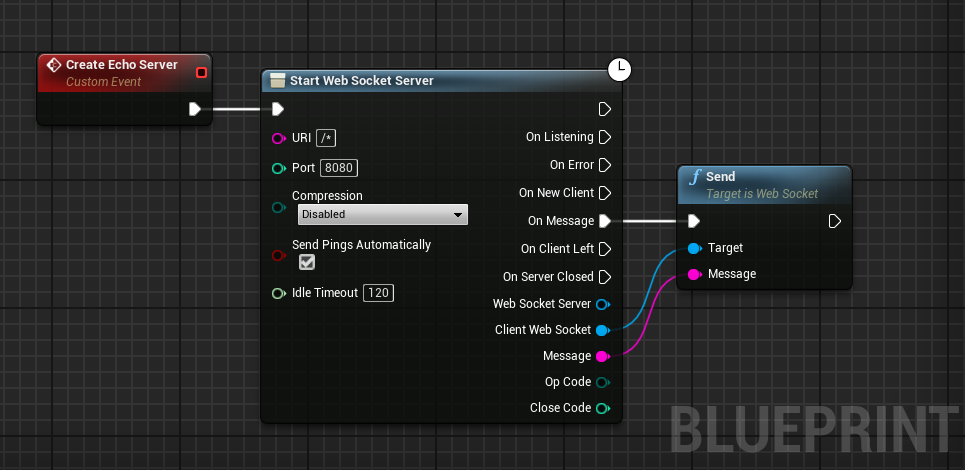 Create Echo Server
Custom Event
Start Web Socket Server
URI /*
Port 8080
Compression
Disabled
Send Pings Automatically
Idle Timeout 120
On Listening
On Error
On New Client
On Message
On Client Left
On Server Closed
Web Socket Server
Client Web Socket
Message
Op Code
Close Code
f Send
Target is Web Socket
Target
Message
BLUEPRINT